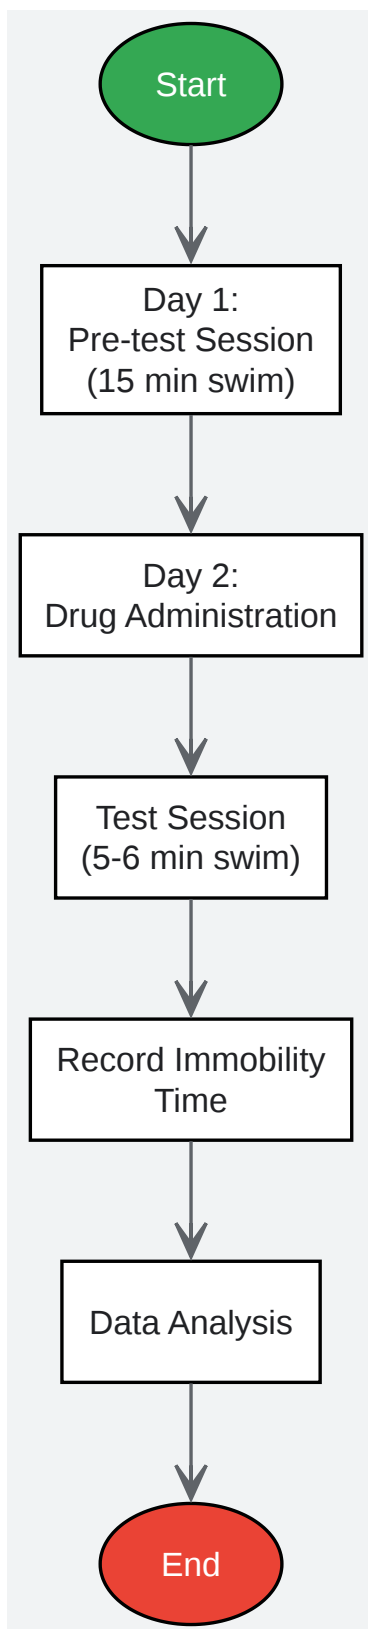 Start
Day 1:
Pre-test Session
(15 min swim)
Day 2:
Drug Administration
Test Session
(5-6 min swim)
Record Immobility
Time
Data Analysis
End